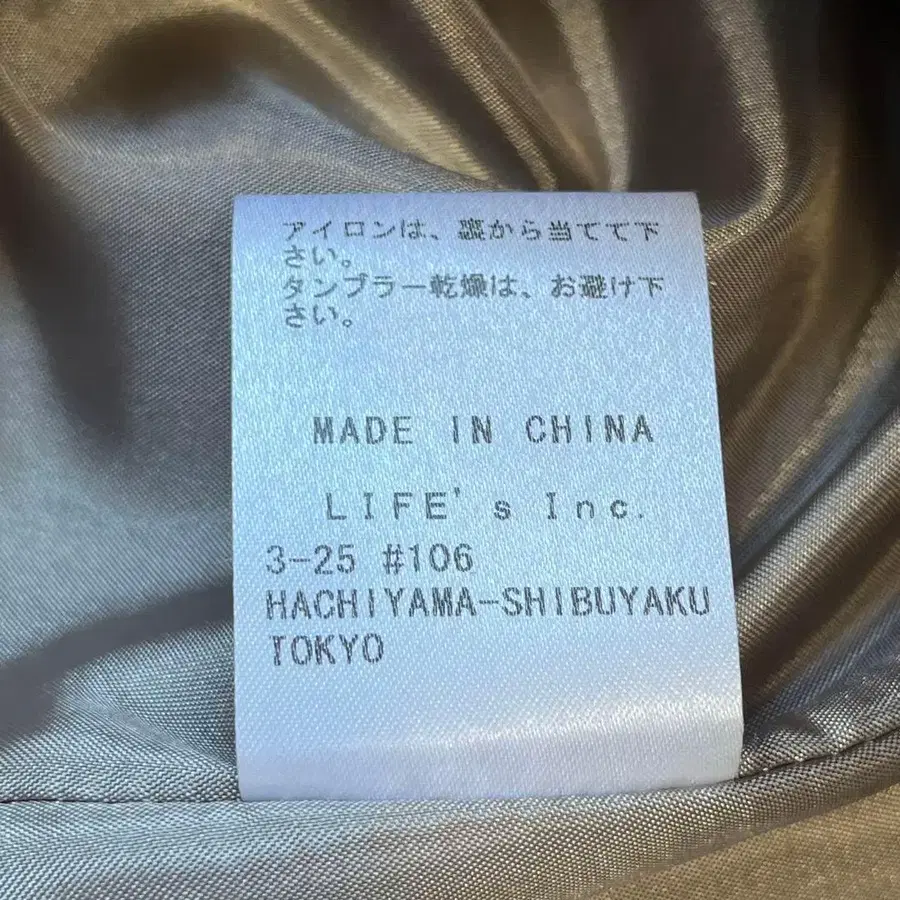 アイロンは、裏から当てて下
さい。
タンブラー乾燥は、お避け下
さい。
MADE IN CHINA
LIFE's Inc.
3-25 #106
HACHIYAMA-SHIBUYAKU
TOKYO